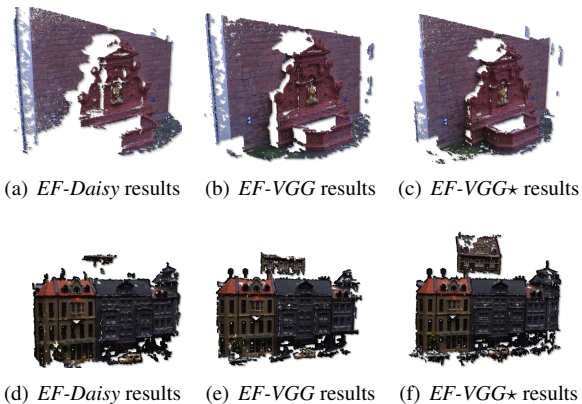 (a) EF-Daisy results (b) EF-VGG results (c) EF-VGG⋆ results
(d) EF-Daisy results (e) EF-VGG results (f) EF-VGG⋆ results